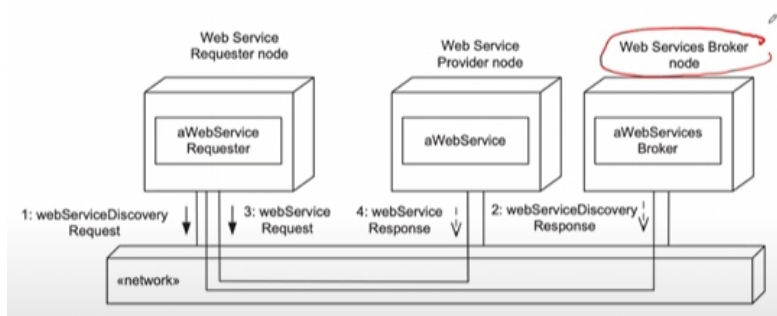 Web Service
Requester node
Web Service
Provider node
Web Services Broker
node
aWebService
Requester
aWebService
aWebServices
Broker
1: webServiceDiscovery
Request
3: webService
Request
4: webService
Response
2: webServiceDiscovery
Response
«network»